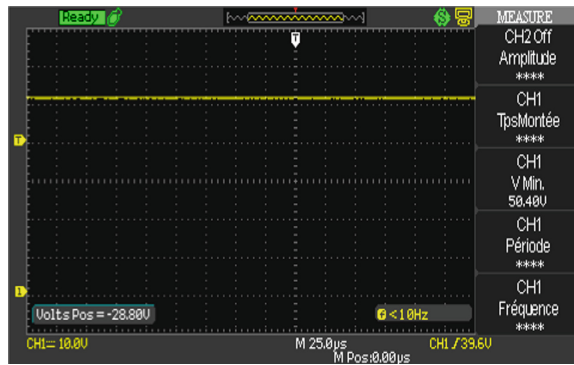 Ready
T
MEASURE
CH2 Off
Amplitude
****
CH1
TpsMontée
****
CH1
V Min.
50.40V
CH1
Période
****
CH1
Fréquence
****
T
1
Volts Pos = -28.80V
f <10Hz
CH1 10.0V
M 25.0µs
CH1 39.6V
M Pos:0.00µs